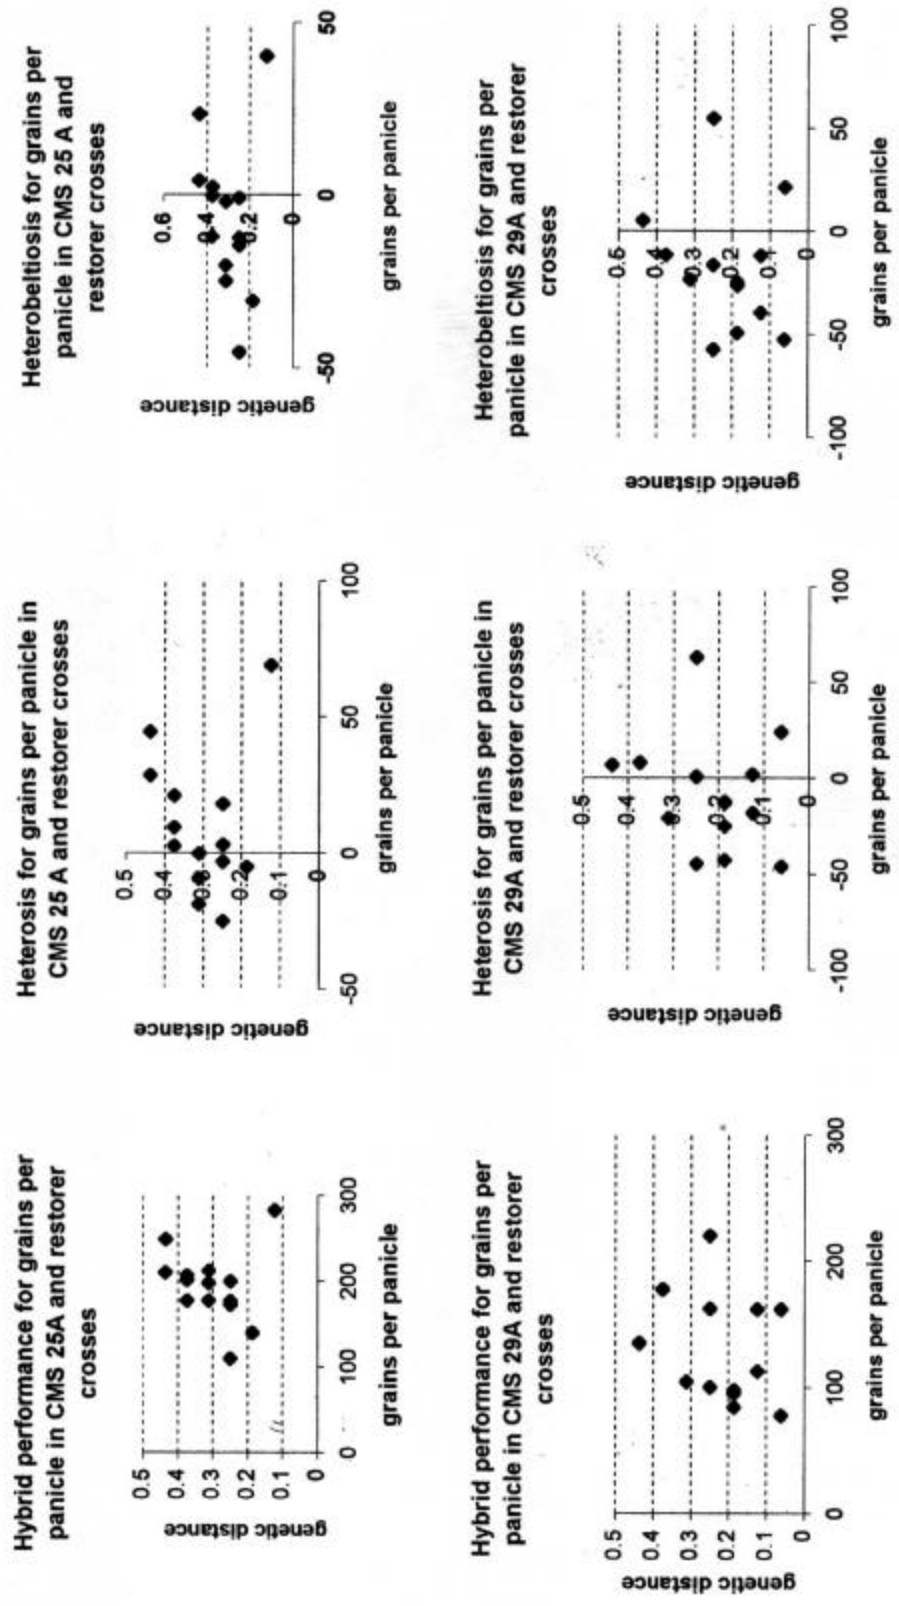 Hybrid performance for grains per
panicle in CMS 25A and restorer
crosses
genetic distance
0.5
0.4
0.3
0.2
0.1
0
0
100
200
300
grains per panicle
Heterosis for grains per panicle in
CMS 25 A and restorer crosses
genetic distance
0.5
0.4
0.3
0.2
0.1
0
-50
0
50
100
grains per panicle
Heterobeltiosis for grains per
panicle in CMS 25 A and
restorer crosses
genetic distance
0.6
0.4
0.2
0
-50
0
50
grains per panicle
Hybrid performance for grains per
panicle in CMS 29A and restorer
crosses
genetic distance
0.5
0.4
0.3
0.2
0.1
0
0
100
200
300
grains per panicle
Heterosis for grains per panicle in
CMS 29A and restorer crosses
genetic distance
0.5
0.4
0.3
0.2
0.1
0
-100
-50
0
50
100
grains per panicle
Heterobeltiosis for grains per
panicle in CMS 29A and restorer
crosses
genetic distance
0.5
0.4
0.3
0.2
0.1
0
-100
-50
0
50
100
grains per panicle